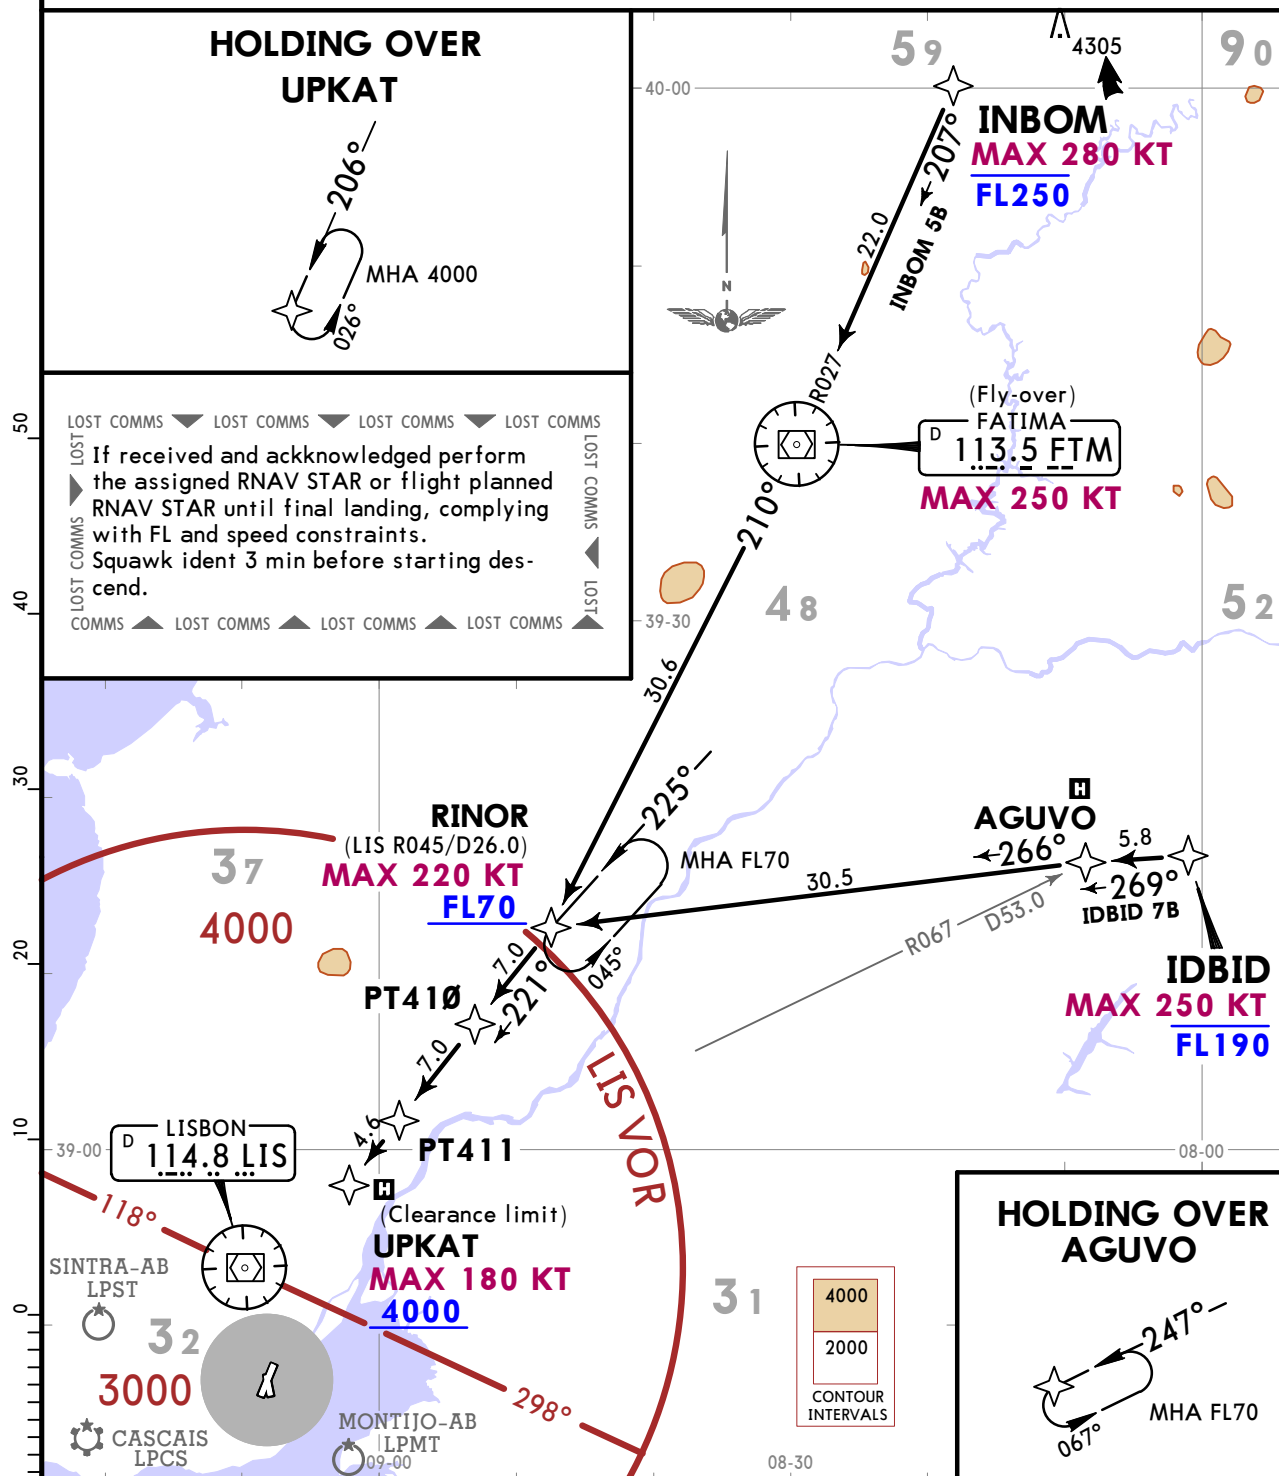 HOLDING OVER
UPKAT
206°
MHA 4000
026°
LOST COMMS LOST COMMS LOST COMMS LOST COMMS
LOST COMMS LOST
If received and ackknowledged perform
the assigned RNAV STAR or flight planned
RNAV STAR until final landing, complying
with FL and speed constraints.
Squawk ident 3 min before starting des-
cend.
LOST COMMS LOST
COMMS LOST COMMS LOST COMMS LOST COMMS
59
4305
90
40-00
INBOM
MAX 280 KT
FL250
207°
22.0
INBOM 5B
N
R027
(Fly-over)
FATIMA
D 113.5 FTM
MAX 250 KT
210°
48
52
39-30
30.6
50
40
30
20
10
0
225°
MHA FL70
045°
RINOR
(LIS R045/D26.0)
MAX 220 KT
FL70
37
4000
H
AGUVO
266°
5.8
269°
IDBID 7B
30.5
R067
D53.0
IDBID
MAX 250 KT
FL190
7.0
221°
PT410
7.0
4.6
PT411
LIS VOR
LISBON
D 114.8 LIS
39-00
08-00
118°
H
(Clearance limit)
UPKAT
MAX 180 KT
4000
SINTRA-AB
LPST
32
3000
31
298°
CASCAIS
LPCS
MONTIJO-AB
LPMT
09-00
08-30
4000
2000
CONTOUR
INTERVALS
HOLDING OVER
AGUVO
247°
MHA FL70
067°